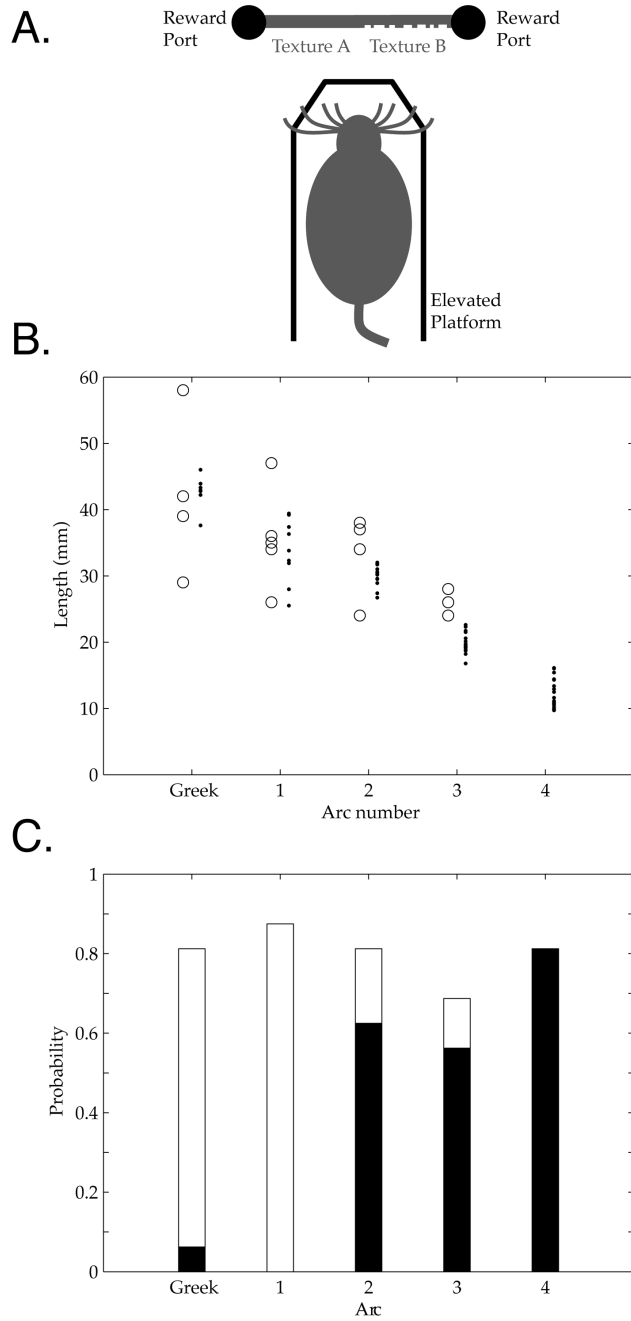 A.
Reward
Port
Texture A
Texture B
Reward
Port
Elevated
Platform
B.
60
50
40
30
20
10
0
Length (mm)
Greek 1 2 3 4
Arc number
C.
1
0.8
0.6
0.4
0.2
0
Probability
Greek 1 2 3 4
Arc